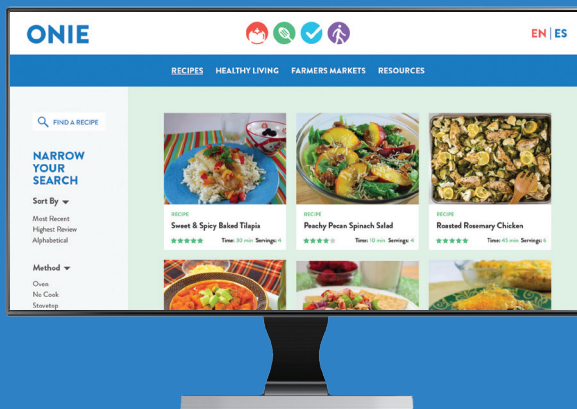 ONIE
EN | ES
RECIPES HEALTHY LIVING FARMERS MARKETS RESOURCES
FIND A RECIPE
NARROW
YOUR
SEARCH
Sort By
Most Recent
Highest Review
Alphabetical
Method
Oven
No Cook
Stovetop
RECIPE
Sweet & Spicy Baked Tilapia
Time: 30 min Servings: 4
RECIPE
Peachy Pecan Spinach Salad
Time: 10 min Servings: 4
RECIPE
Roasted Rosemary Chicken
Time: 45 min Servings: 6